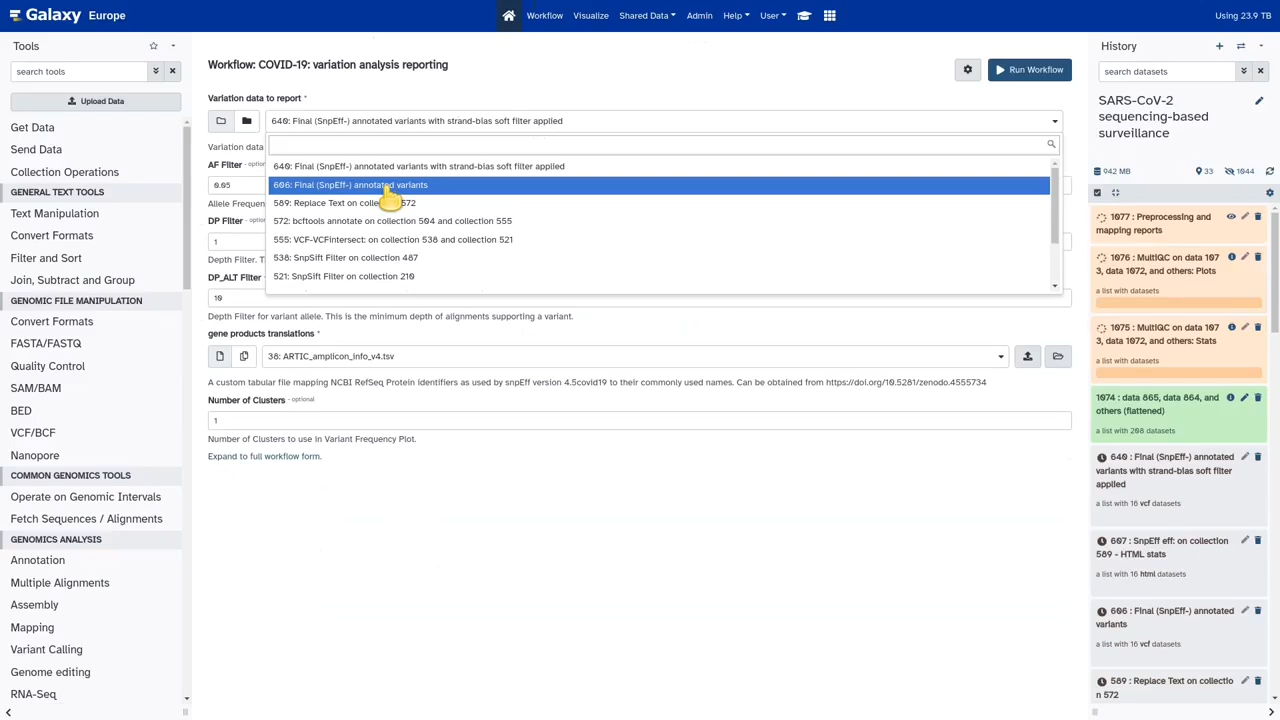 Galaxy Europe
Workflow Visualize Shared Data Admin Help User
Using 23.9 TB
Tools
search tools
Upload Data
Get Data
Send Data
Collection Operations
GENERAL TEXT TOOLS
Text Manipulation
Convert Formats
Filter and Sort
Join, Subtract and Group
GENOMIC FILE MANIPULATION
Convert Formats
FASTA/FASTQ
Quality Control
SAM/BAM
BED
VCF/BCF
Nanopore
COMMON GENOMICS TOOLS
Operate on Genomic Intervals
Fetch Sequences / Alignments
GENOMICS ANALYSIS
Annotation
Multiple Alignments
Assembly
Mapping
Variant Calling
Genome editing
RNA-Seq
Workflow: COVID-19: variation analysis reporting
Run Workflow
Variation data to report *
640: Final (SnpEff-) annotated variants with strand-bias soft filter applied
Variation data
640: Final (SnpEff-) annotated variants with strand-bias soft filter applied
AF Filter - option
606: Final (SnpEff-) annotated variants
0.05
589: Replace Text on colle 572
Allele Frequen
572: bcftools annotate on collection 504 and collection 555
DP Filter - option
555: VCF-VCFintersect: on collection 538 and collection 521
1
538: SnpSift Filter on collection 487
Depth Filter. T
521: SnpSift Filter on collection 210
DP_ALT Filter
10
Depth Filter for variant allele. This is the minimum depth of alignments supporting a variant.
gene products translations *
38: ARTIC_amplicon_info_v4.tsv
A custom tabular file mapping NCBI RefSeq Protein identifiers as used by snpEff version 4.5covid19 to their commonly used names. Can be obtained from https://doi.org/10.5281/zenodo.4555734
Number of Clusters - optional
1
Number of Clusters to use in Variant Frequency Plot.
Expand to full workflow form.
History
search datasets
SARS-CoV-2
sequencing-based
surveillance
942 MB 33 1044
1077 : Preprocessing and
mapping reports
1076 : MultiQC on data 107
3, data 1072, and others: Plots
a list with datasets
1075 : MultiQC on data 107
3, data 1072, and others: Stats
a list with datasets
1074 : data 865, data 864, and
others (flattened)
a list with 208 datasets
640 : Final (SnpEff-) annotated
variants with strand-bias soft filter
applied
a list with 16 vcf datasets
607 : SnpEff eff: on collection
589 - HTML stats
a list with 16 html datasets
606 : Final (SnpEff-) annotated
variants
a list with 16 vcf datasets
589 : Replace Text on collectio
n 572